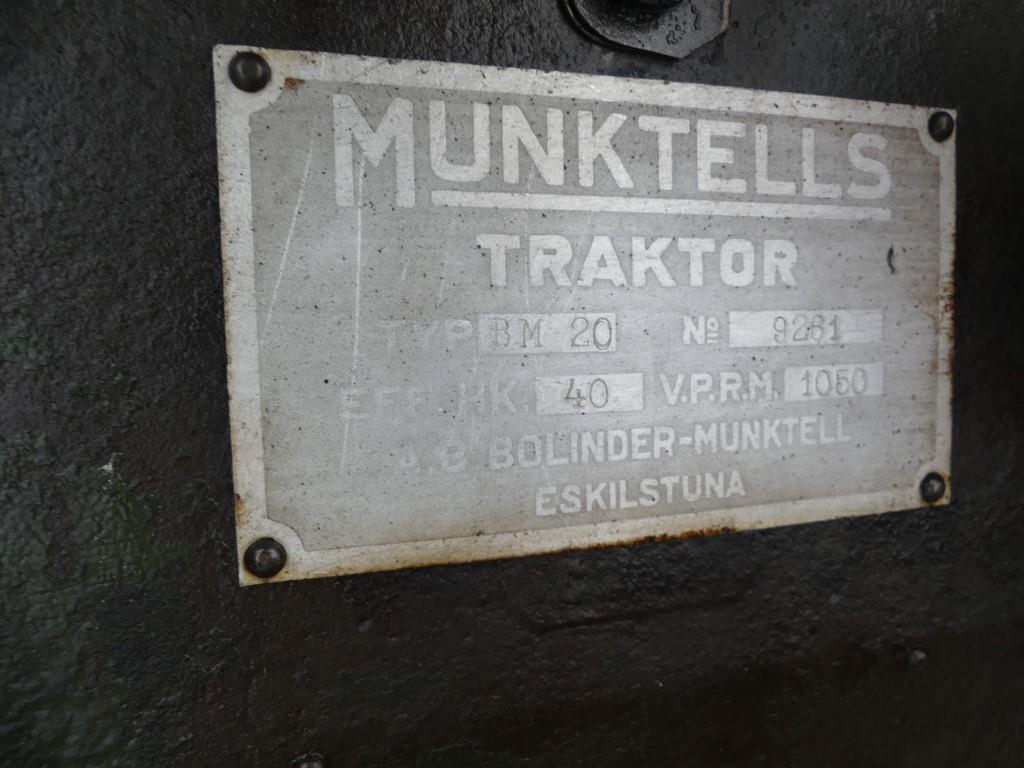 MUNKTELLS
TRAKTOR
TYP BM 20 Nº 9261
EFF. HK. 40 V.P.R.M. 1050
A.B BOLINDER-MUNKTELL
ESKILSTUNA